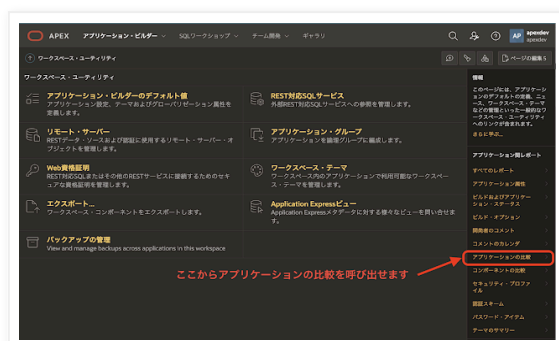 APEX アプリケーション・ビルダー SQLワークショップ チーム開発 ギャラリ AP apexdev
apexdev
ワークスペース・ユーティリティ ページの編集5
ワークスペース・ユーティリティ
アプリケーション・ビルダーのデフォルト値
アプリケーション設定、テーマおよびグローバリゼーション属性を
定義します。
REST対応SQLサービス
外部REST対応SQLサービスへの参照を管理します。
リモート・サーバー
RESTデータ・ソースおよび認証に使用するリモート・サーバー・オ
ブジェクトを管理します。
アプリケーション・グループ
アプリケーションを論理グループに編成します。
Web資格証明
REST対応SQLまたはその他のRESTサービスに接続するためのセキ
ュアな資格証明を管理します。
ワークスペース・テーマ
ワークスペース内のアプリケーションで利用可能なワークスペー
ス・テーマを管理します。
エクスポート...
ワークスペース・コンポーネントをエクスポートします。
Application Expressビュー
Application Expressメタデータに対する様々なビューを問い合せま
す。
バックアップの管理
View and manage backups across applications in this workspace
ここからアプリケーションの比較を呼び出せます
情報
このページには、アプリケーシ
ョンのデフォルトの定義、ニュ
ース、ワークスペース・テーマ
などの管理といった一般的なワ
ークスペース・ユーティリティ
へのリンクが含まれます。
さらに学ぶ...
アプリケーション間レポート
すべてのレポート
アプリケーション属性
ビルドおよびアプリケー
ション・ステータス
ビルド・オプション
開発者のコメント
コメントのカレンダ
アプリケーションの比較
コンポーネントの比較
セキュリティ・プロファ
イル
認証スキーム
パスワード・アイテム
テーマのサマリー